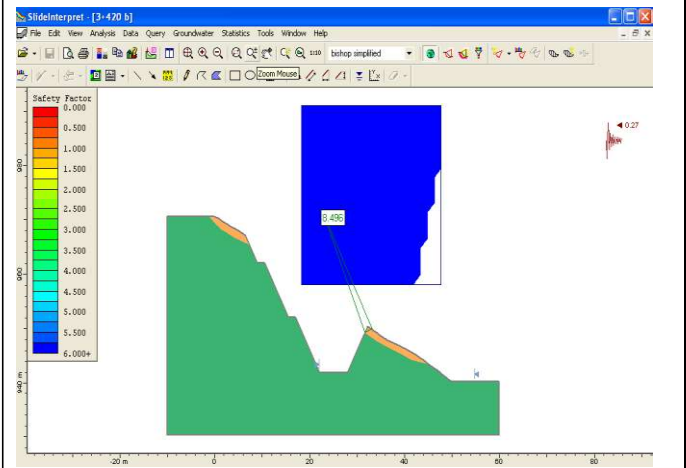 SlideInterpret - [3+420 b]
File Edit View Analysis Data Query Groundwater Statistics Tools Window Help
1:10 bishop simplified
Zoom Mouse
Safety Factor
0.000
0.500
1.000
1.500
2.000
2.500
3.000
3.500
4.000
4.500
5.000
5.500
6.000+
0.27
8.496
980
960
940
m
-20 m 0 20 40 60 80